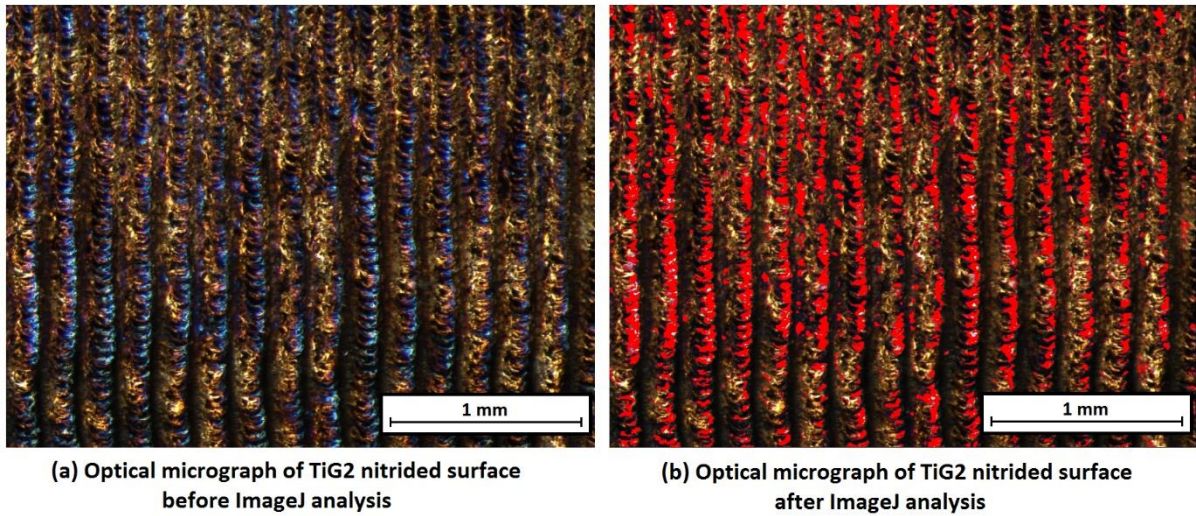 1 mm
1 mm
(a) Optical micrograph of TiG2 nitrided surface
before ImageJ analysis
(b) Optical micrograph of TiG2 nitrided surface
after ImageJ analysis